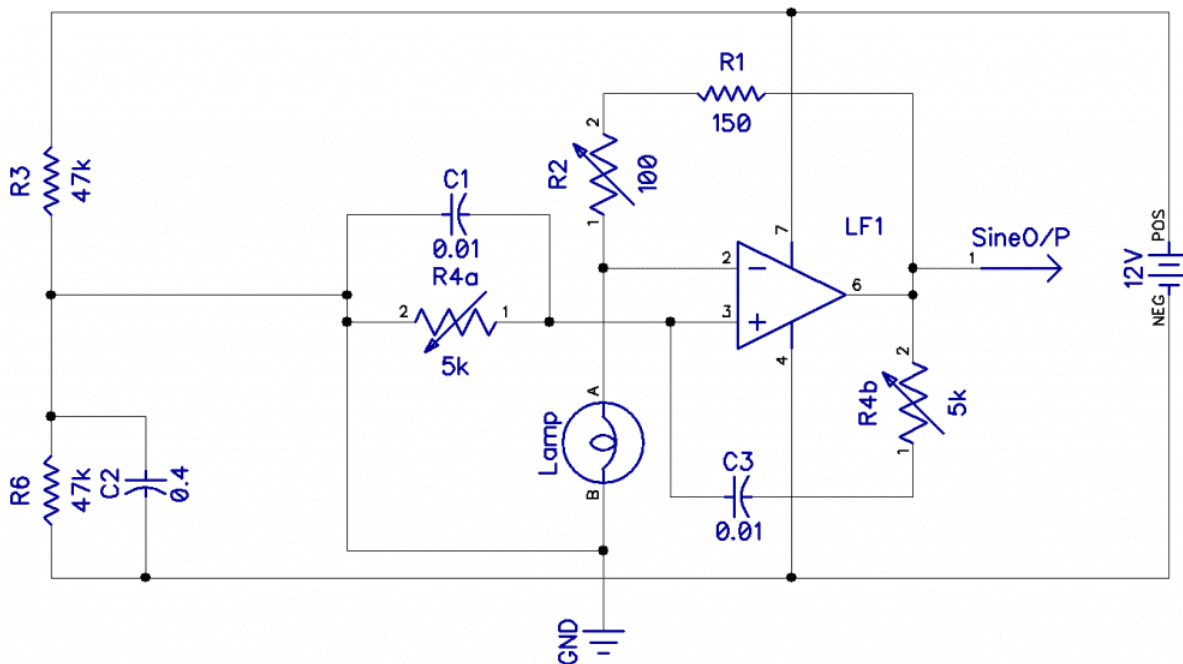 R1
150
2
R2
100
1
R3
47k
C1
0.01
R4a
2
1
5k
7
LF1
2
3
6
4
SineO/P
1
12V
POS
NEG
A
Lamp
B
2
R4b
5k
1
C3
0.01
R6
47k
C2
0.4
GND